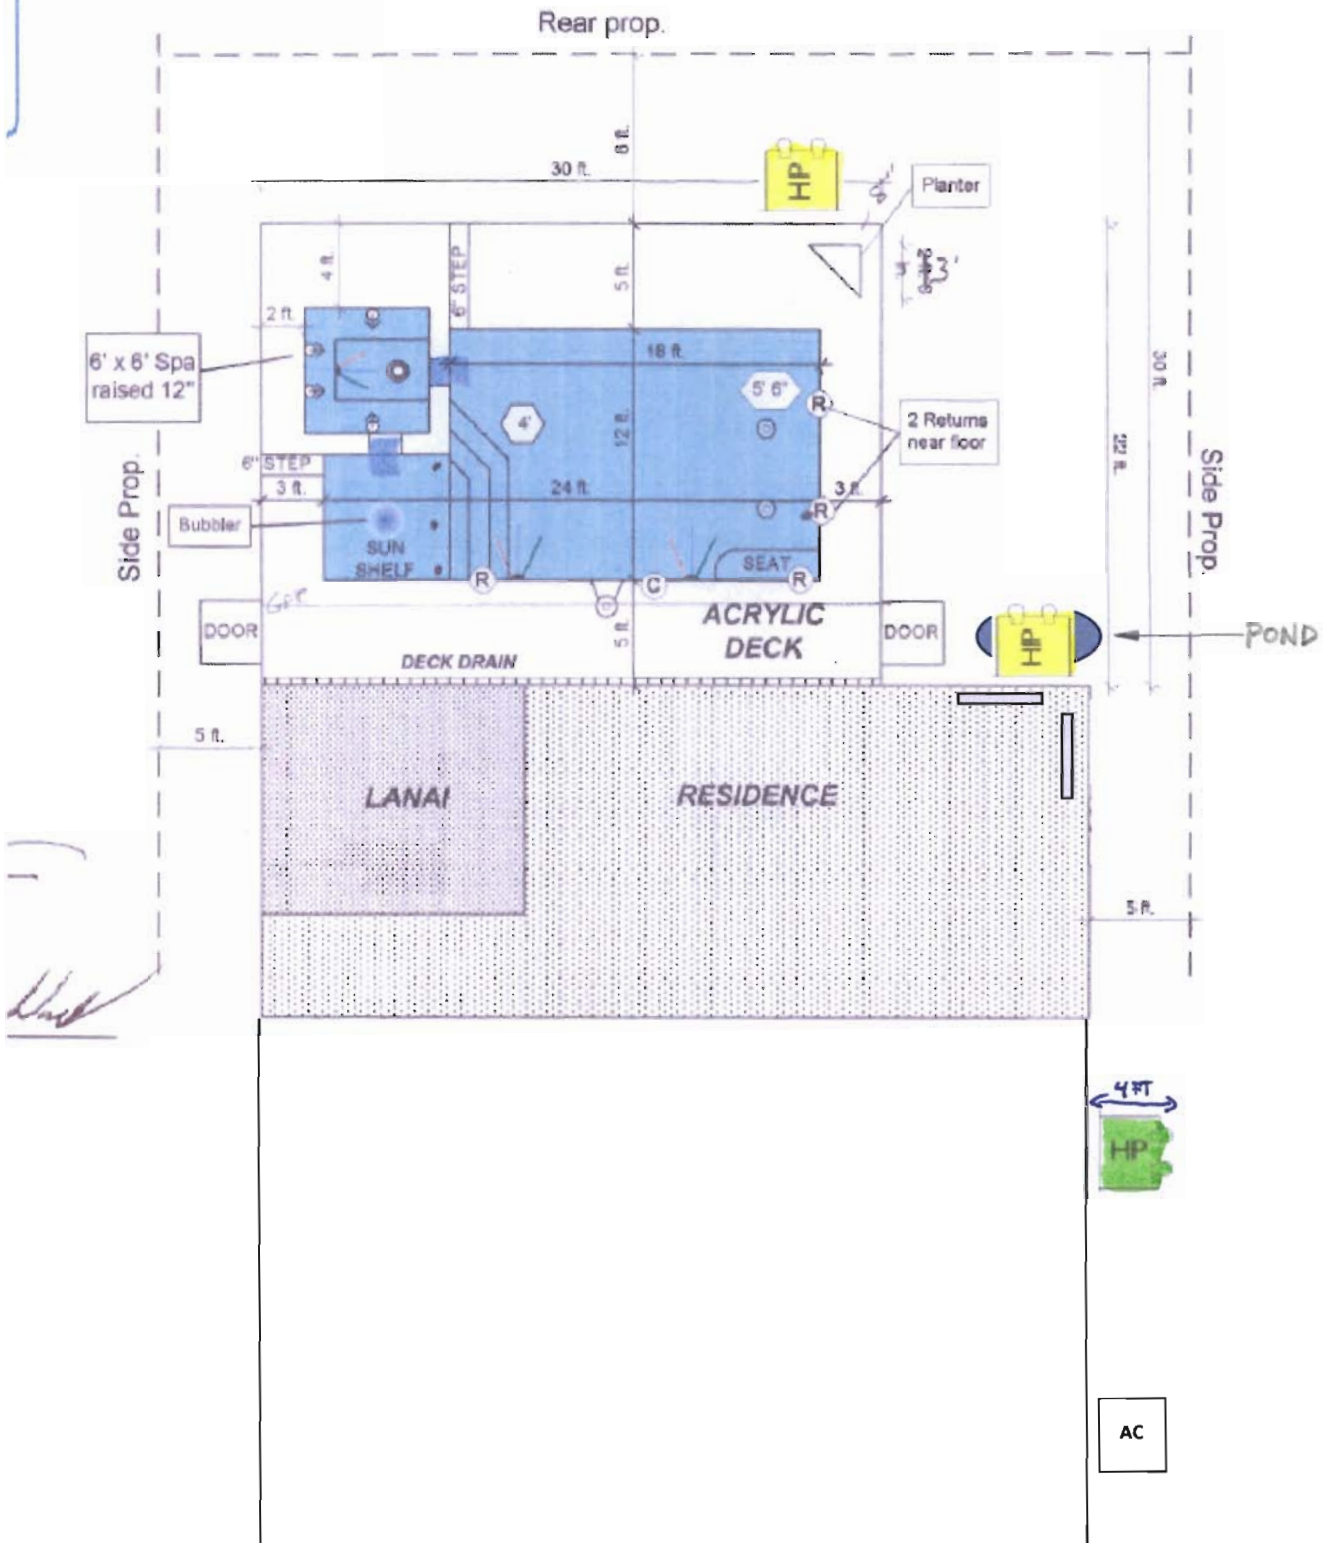 Rear prop.
8 ft.
30 ft.
HP
Planter
4 ft.
6" STEP
5 ft.
3'
2 ft.
6' x 6' Spa
raised 12"
18 ft.
5' 6"
30 ft.
R
4'
12 ft.
2 Returns
near floor
22 ft.
Side Prop.
6" STEP
3 ft.
24 ft.
3 ft.
R
Side Prop.
Bubbler
SUN
SHELF
SEAT
R
C
R
DOOR
5 ft.
ACRYLIC
DECK
DOOR
HP
POND
DECK DRAIN
5 ft.
LANAI
RESIDENCE
5 ft.
4 FT
HP
AC